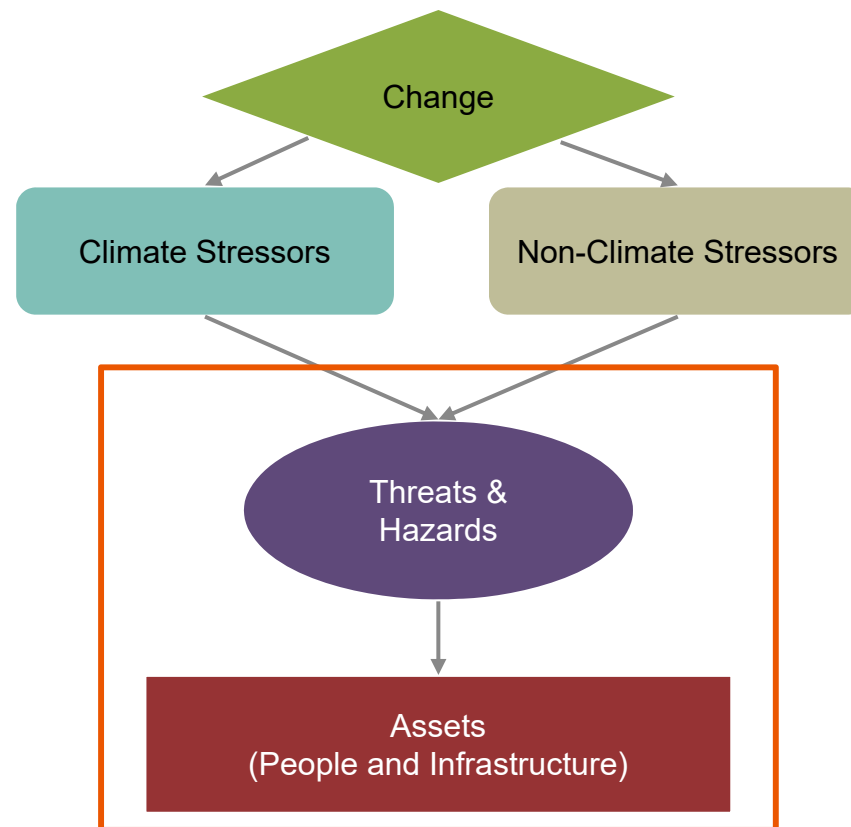 Change
Climate Stressors
Non-Climate Stressors
Threats &
Hazards
Assets
(People and Infrastructure)